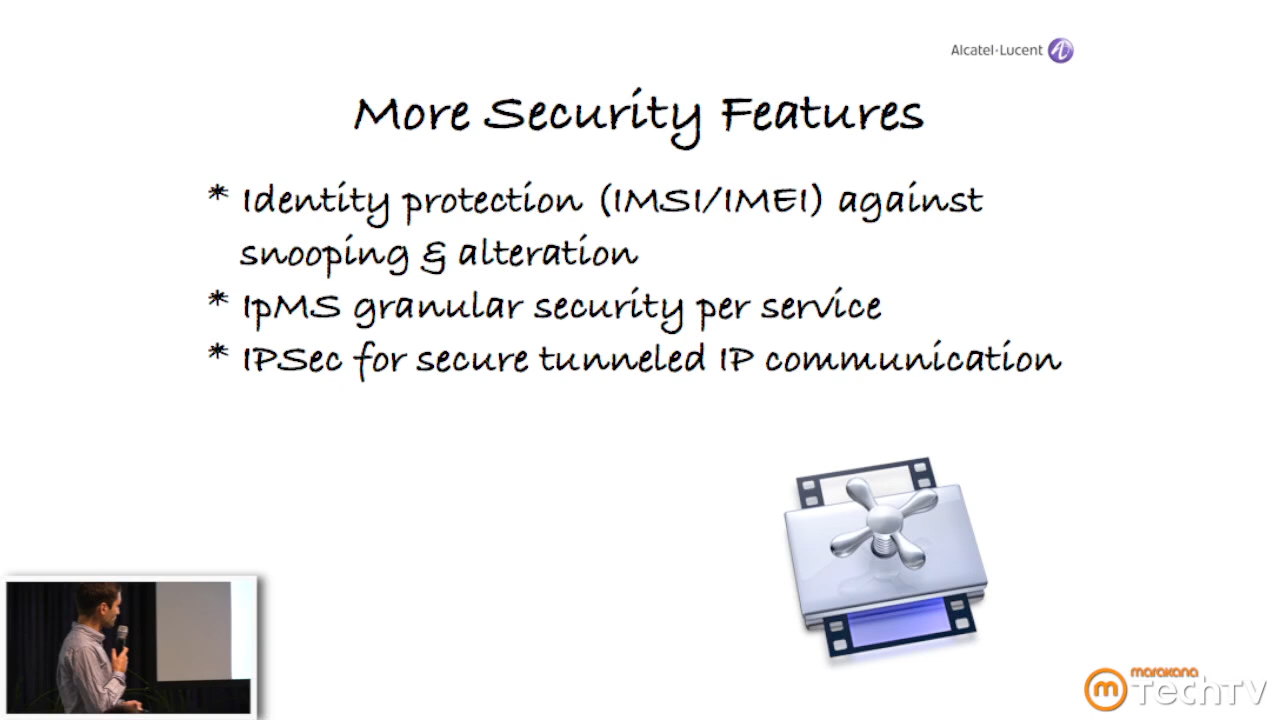 Alcatel·Lucent
More Security Features
* Identity protection (IMSI/IMEI) against
snooping & alteration
* IpMS granular security per service
* IPSec for secure tunneled IP communication
marakana
TechTV